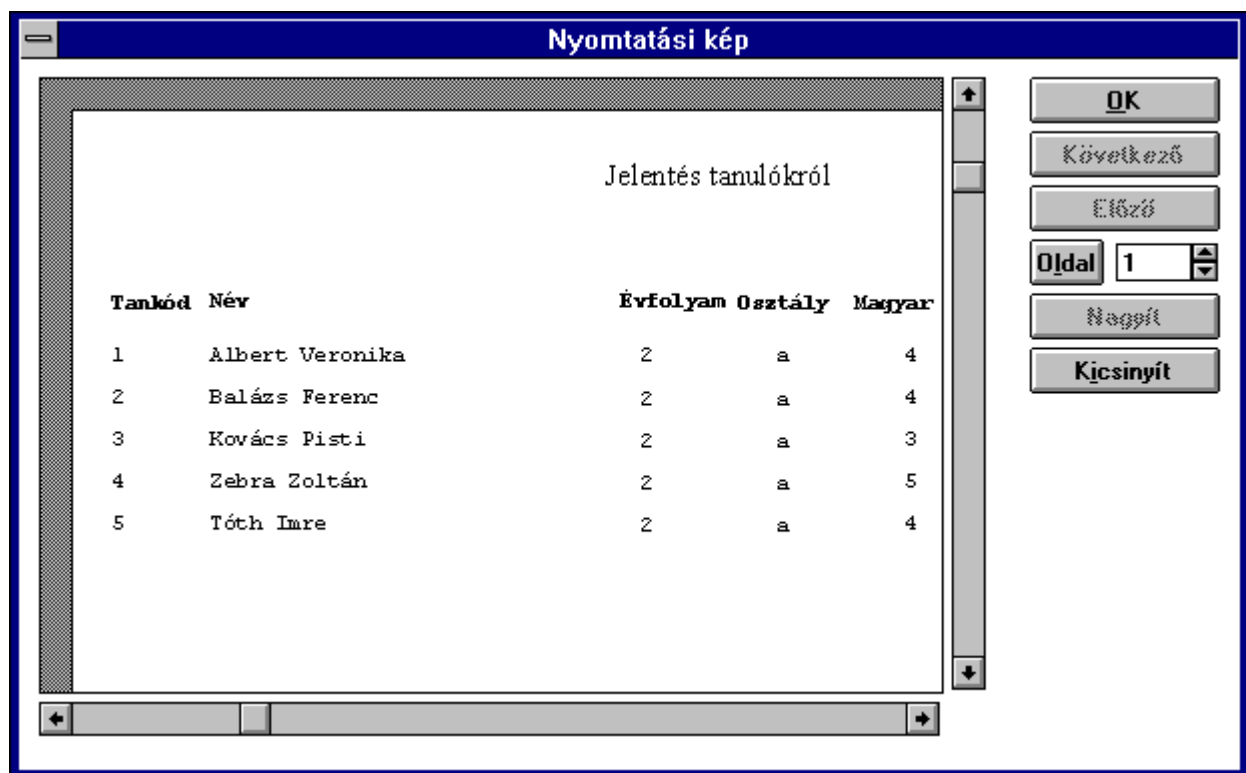 Nyomtatási kép
Jelentés tanulókról
Tankód Név Évfolyam Osztály Magyar
1 Albert Veronika 2 a 4
2 Balázs Ferenc 2 a 4
3 Kovács Pisti 2 a 3
4 Zebra Zoltán 2 a 5
5 Tóth Imre 2 a 4
OK
Következő
Előző
Oldal 1
Nagyít
Kicsinyít